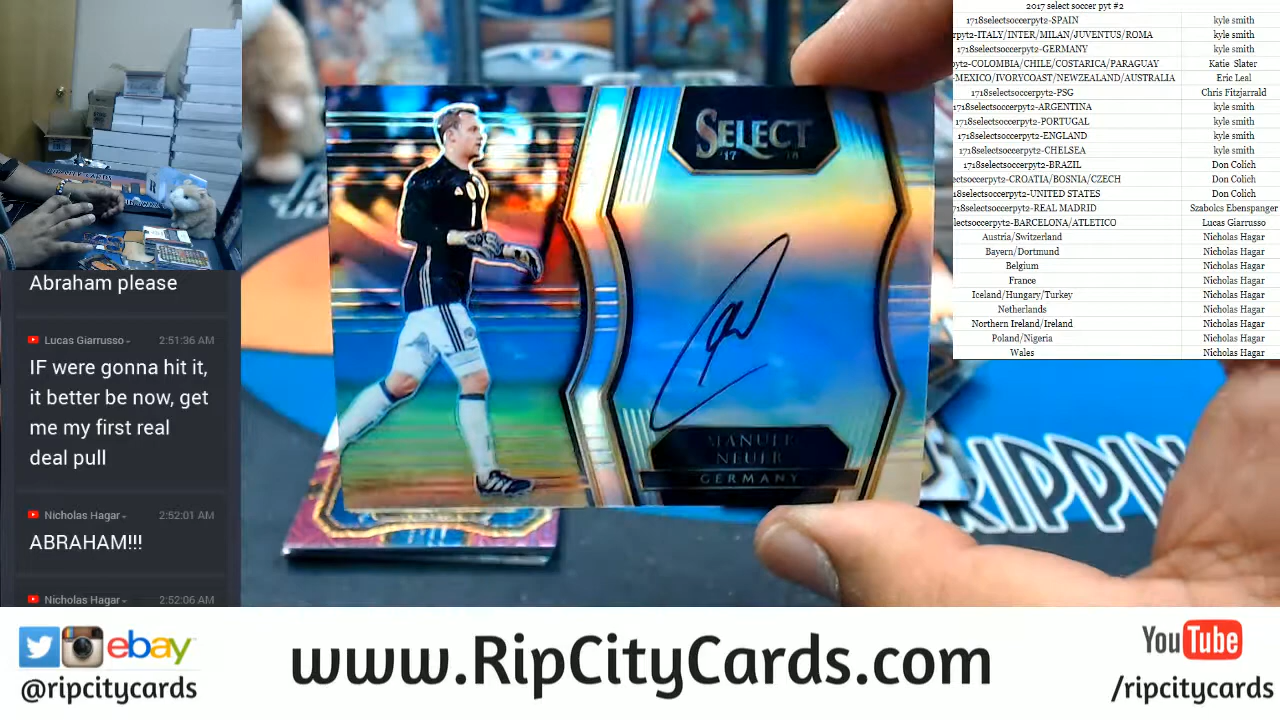 Abraham please
Lucas Giarrusso
2:51:36 AM
IF were gonna hit it,
it better be now, get
me my first real
deal pull
Nicholas Hagar
2:52:01 AM
ABRAHAM!!!
Nicholas Hagar
2:52:06 AM
SELECT
'17 18
MANUEL
NEUER
GERMANY
RIPPIN
2017 select soccer pyt #2
1718selectsoccerpyt2-SPAIN kyle smith
rpyt2-ITALY/INTER/MILAN/JUVENTUS/ROMA kyle smith
1718selectsoccerpyt2-GERMANY kyle smith
pyt2-COLOMBIA/CHILE/COSTARICA/PARAGUAY Katie Slater
-MEXICO/IVORYCOAST/NEWZEALAND/AUSTRALIA Eric Leal
1718selectsoccerpyt2-PSG Chris Fitzjarrald
1718selectsoccerpyt2-ARGENTINA kyle smith
1718selectsoccerpyt2-PORTUGAL kyle smith
1718selectsoccerpyt2-ENGLAND kyle smith
1718selectsoccerpyt2-CHELSEA kyle smith
1718selectsoccerpyt2-BRAZIL Don Colich
ectsoccerpyt2-CROATIA/BOSNIA/CZECH Don Colich
18selectsoccerpyt2-UNITED STATES Don Colich
718selectsoccerpyt2-REAL MADRID Szabolcs Ebenspanger
lectsoccerpyt2-BARCELONA/ATLETICO Lucas Giarrusso
Austria/Switzerland Nicholas Hagar
Bayern/Dortmund Nicholas Hagar
Belgium Nicholas Hagar
France Nicholas Hagar
Iceland/Hungary/Turkey Nicholas Hagar
Netherlands Nicholas Hagar
Northern Ireland/Ireland Nicholas Hagar
Poland/Nigeria Nicholas Hagar
Wales Nicholas Hagar
ebay
@ripcitycards
www.RipCityCards.com
YouTube
/ripcitycards